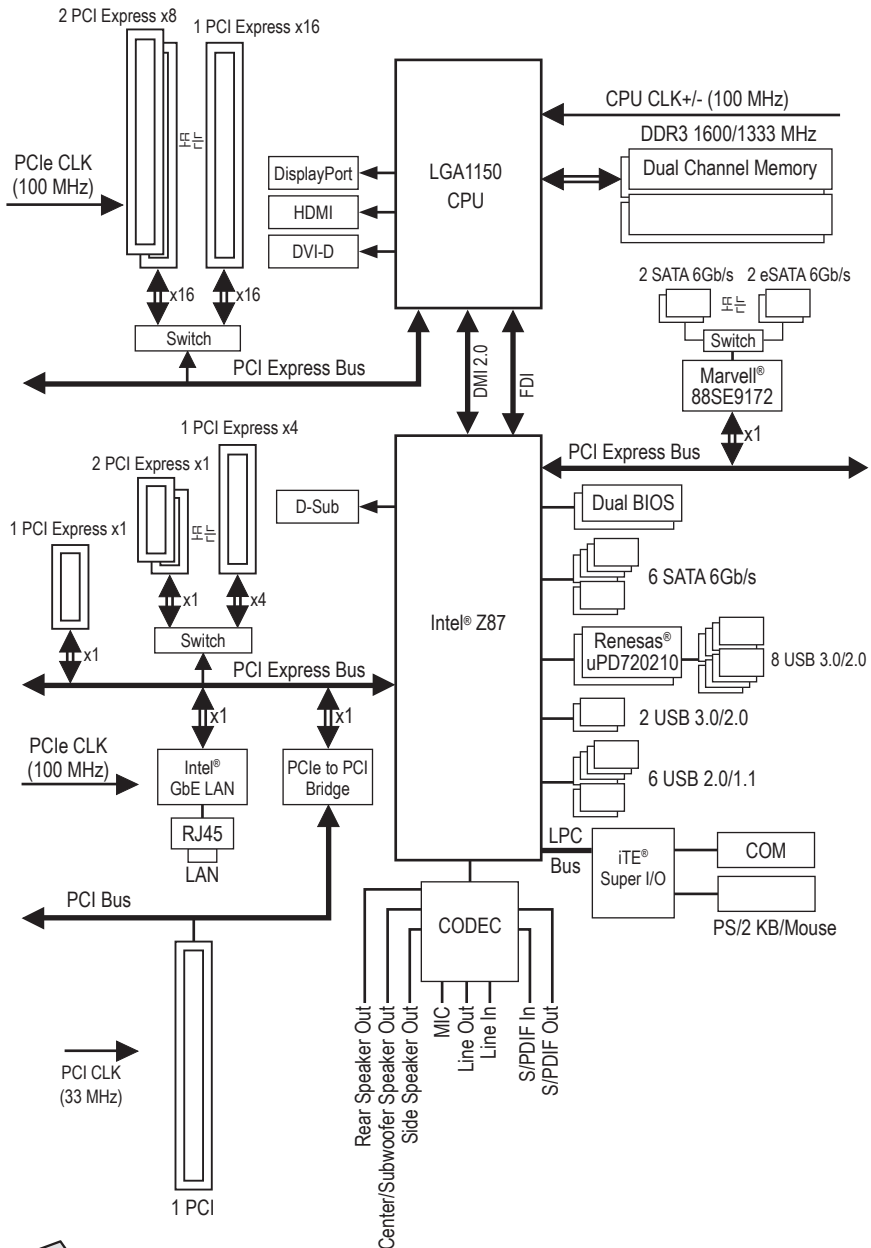 2 PCI Express x8
1 PCI Express x16
CPU CLK+/- (100 MHz)
DDR3 1600/1333 MHz
PCIe CLK
(100 MHz)
DisplayPort
HDMI
DVI-D
LGA1150
CPU
Dual Channel Memory
x16
x16
Switch
PCI Express Bus
DMI 2.0
FDI
2 SATA 6Gb/s
2 eSATA 6Gb/s
or
Switch
Marvell®
88SE9172
x1
PCI Express Bus
1 PCI Express x4
2 PCI Express x1
1 PCI Express x1
D-Sub
x1
x4
Switch
x1
PCI Express Bus
Intel® Z87
Dual BIOS
6 SATA 6Gb/s
Renesas®
uPD720210
8 USB 3.0/2.0
2 USB 3.0/2.0
6 USB 2.0/1.1
x1
x1
PCIe CLK
(100 MHz)
Intel®
GbE LAN
PCIe to PCI
Bridge
RJ45
LAN
LPC
Bus
iTE®
Super I/O
COM
PS/2 KB/Mouse
PCI Bus
CODEC
PCI CLK
(33 MHz)
1 PCI
Rear Speaker Out
Center/Subwoofer Speaker Out
Side Speaker Out
MIC
Line Out
Line In
S/PDIF In
S/PDIF Out